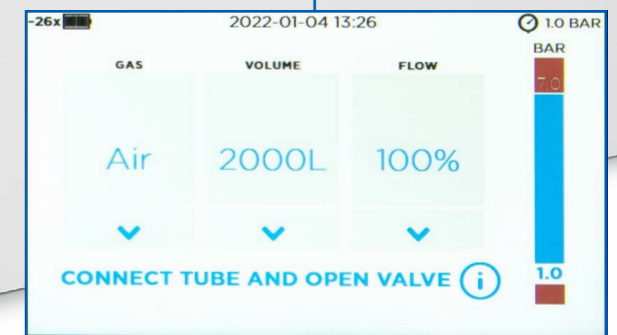 -26x 2022-01-04 13:26 1.0 BAR
BAR
GAS VOLUME FLOW
7.0
Air 2000L 100%
CONNECT TUBE AND OPEN VALVE i 1.0